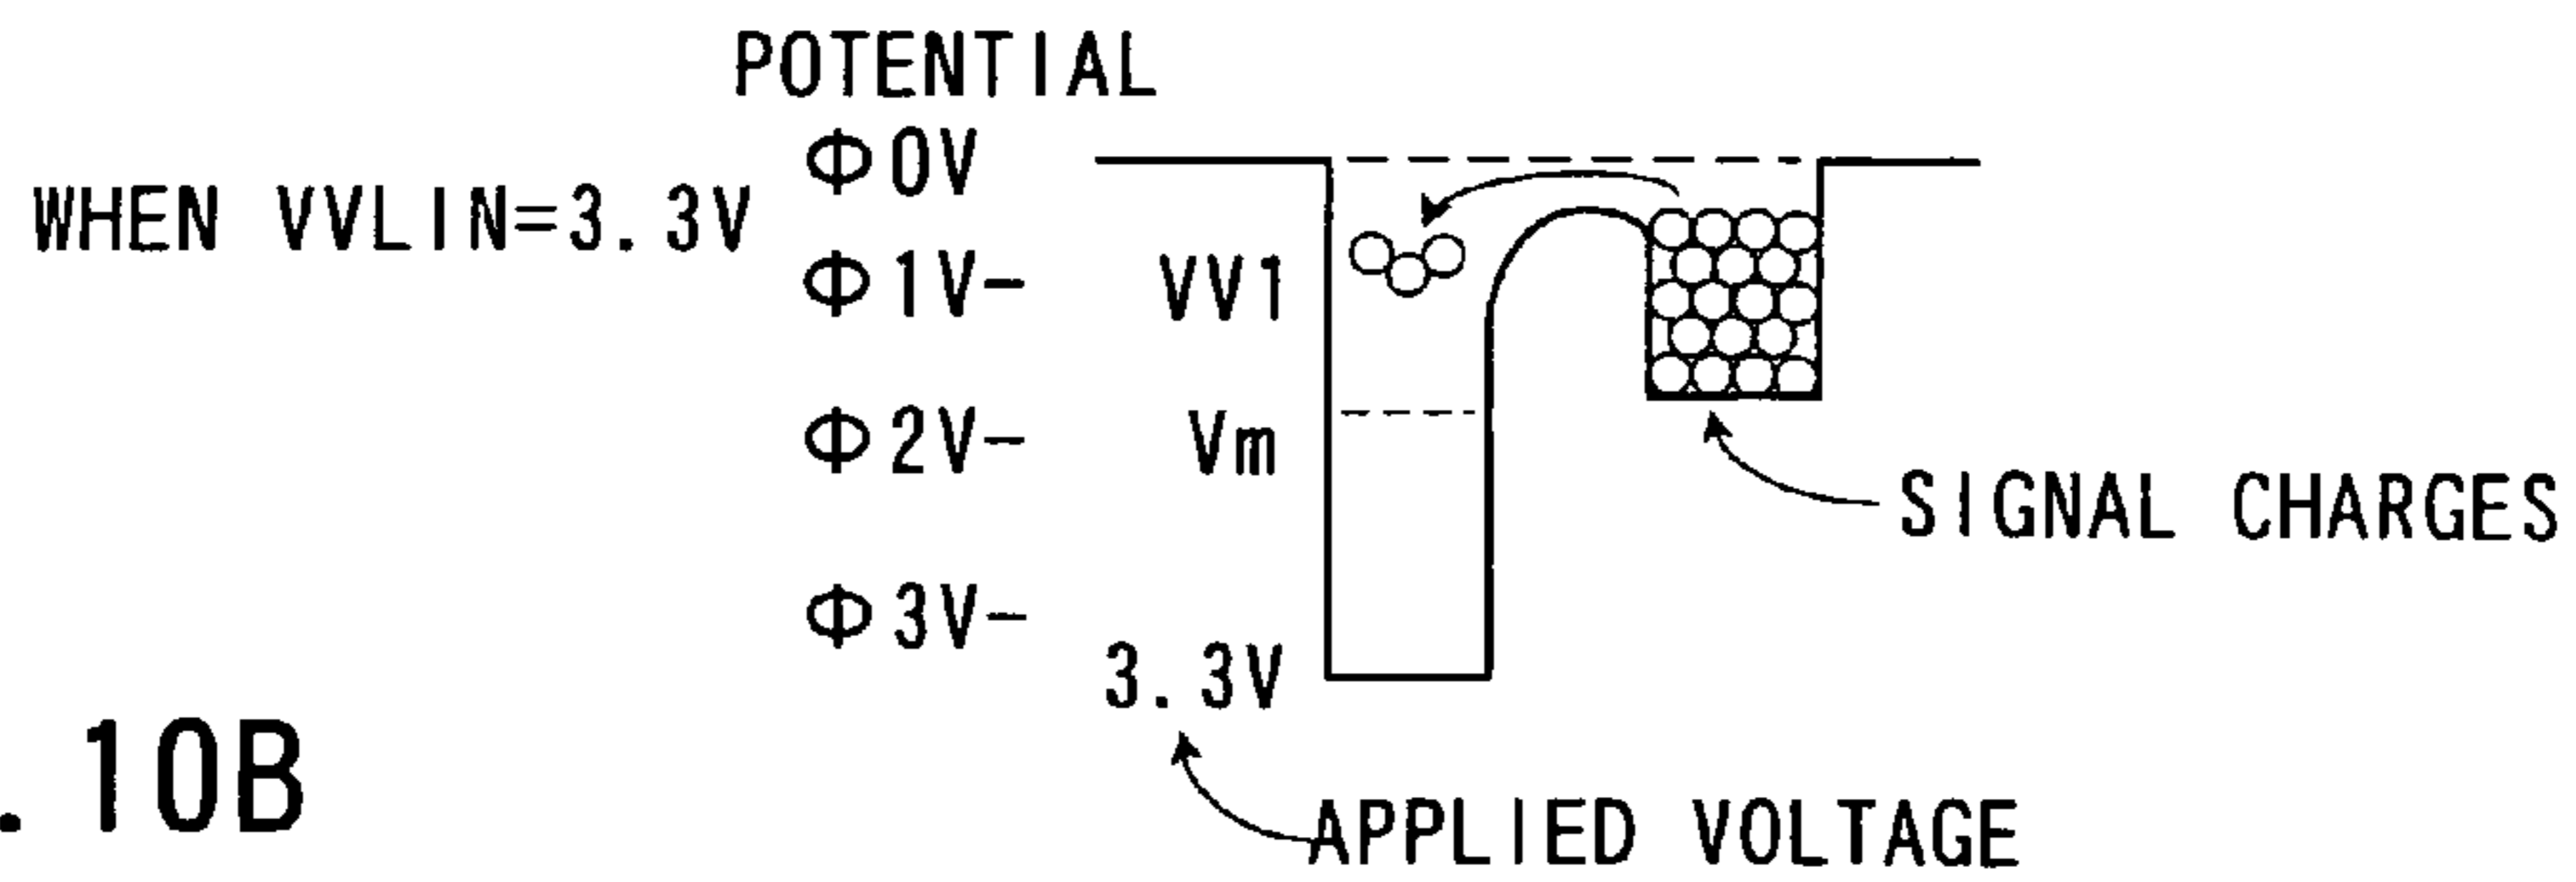 POTENTIAL
Φ0V
WHEN VVLIN=3.3V
Φ1V-
VV1
Φ2V-
Vm
SIGNAL CHARGES
Φ3V-
3.3V
.10B
APPLIED VOLTAGE